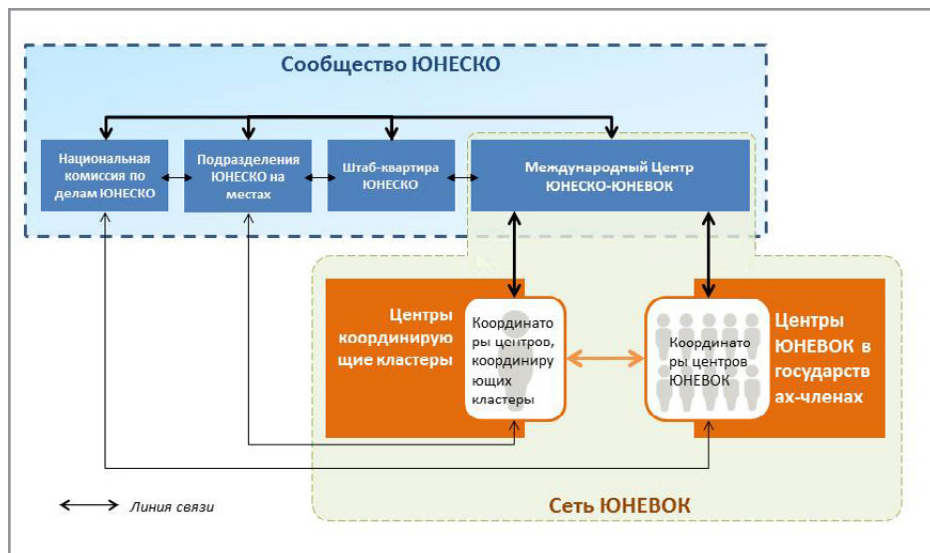 Сообщество ЮНЕСКО
Национальная
комиссия по
делам ЮНЕСКО
Подразделения
ЮНЕСКО на
местах
Штаб-квартира
ЮНЕСКО
Международный Центр
ЮНЕСКО-ЮНЕВОК
Центры
координирую
щие кластеры
Координато
ры центров,
координиру
ющих
кластеры
Координато
ры центров
ЮНЕВОК
Центры
ЮНЕВОК в
государств
ах-членах
Линия связи
Сеть ЮНЕВОК